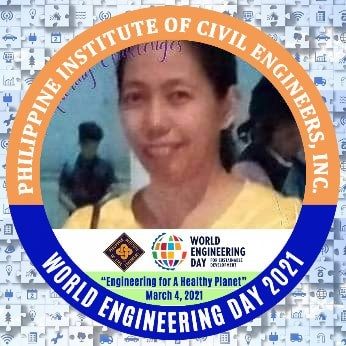 PHILIPPINE INSTITUTE OF CIVIL ENGINEERS, INC.
WORLD
ENGINEERING
DAY
FOR SUSTAINABLE
DEVELOPMENT
"Engineering for A Healthy Planet"
March 4, 2021
WORLD ENGINEERING DAY 2021